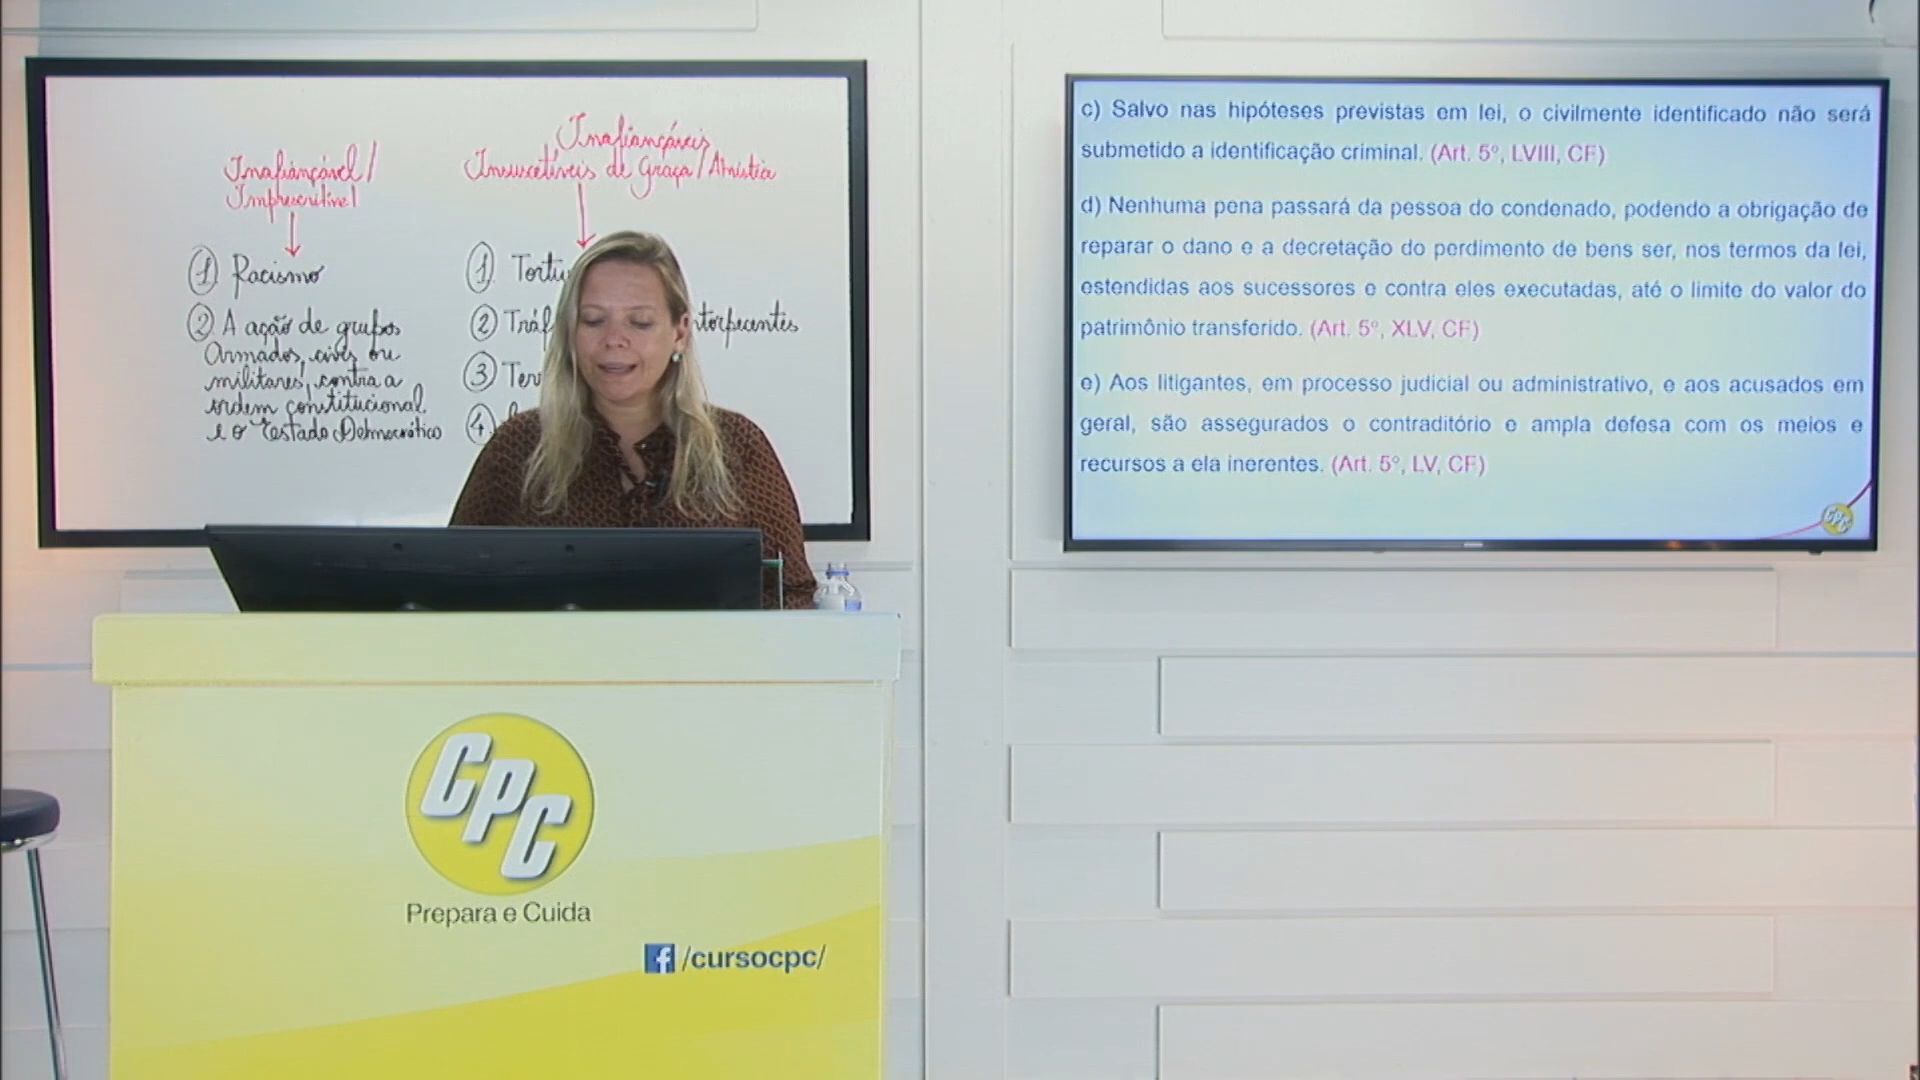 Inafiançável /
Imprescritível
① Racismo
② A ação de grupos
Armados, civis ou
militares, contra a
ordem constitucional
e o Estado Democrático
Inafiançáveis
Insuscetíveis de Graça / Anistia
①
②
torpecentes
③
④
c) Salvo nas hipóteses previstas em lei, o civilmente identificado não será
submetido a identificação criminal. (Art. 5º, LVIII, CF)
d) Nenhuma pena passará da pessoa do condenado, podendo a obrigação de
reparar o dano e a decretação do perdimento de bens ser, nos termos da lei,
estendidas aos sucessores e contra eles executadas, até o limite do valor do
patrimônio transferido. (Art. 5º, XLV, CF)
e) Aos litigantes, em processo judicial ou administrativo, e aos acusados em
geral, são assegurados o contraditório e ampla defesa com os meios e
recursos a ela inerentes. (Art. 5º, LV, CF)
CPC
CPC
Prepara e Cuida
f /cursocpc/